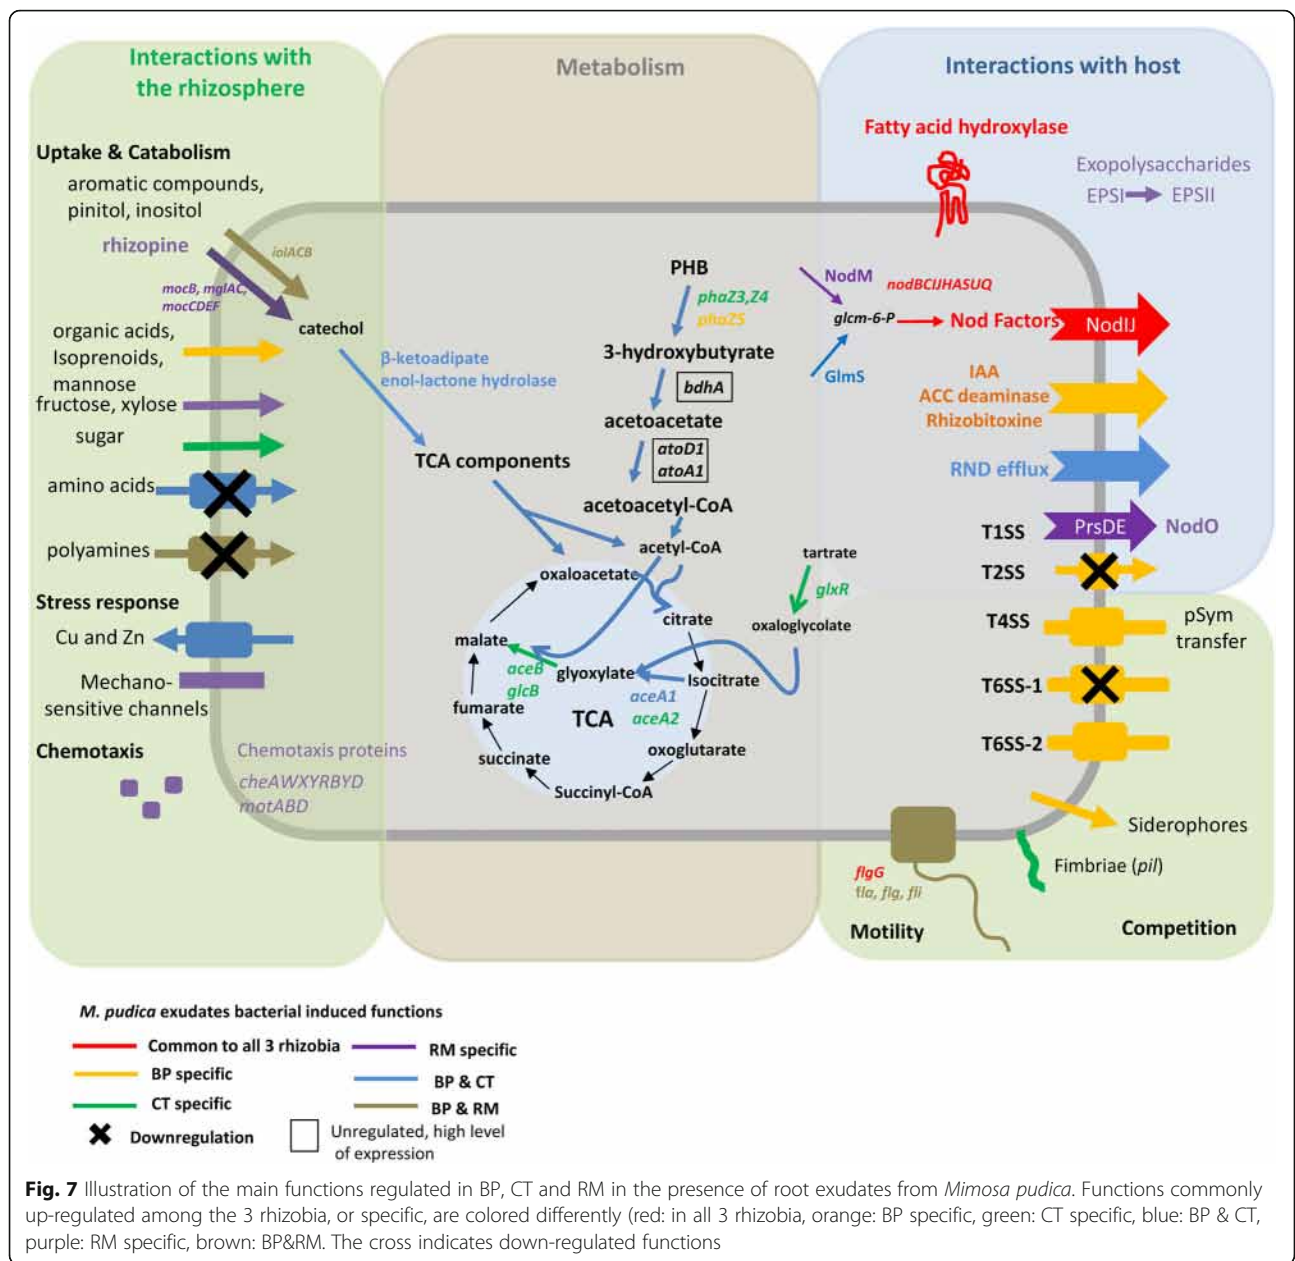 Interactions with
the rhizosphere
Metabolism
Interactions with host
Uptake & Catabolism
aromatic compounds,
pinitol, inositol
rhizopine
iolACB
mocB, mglAC,
mocCDEF
catechol
organic acids,
Isoprenoids,
mannose
fructose, xylose
sugar
amino acids
polyamines
Stress response
Cu and Zn
Mechano-
sensitive channels
Chemotaxis
Chemotaxis proteins
cheAWXYRBYD
motABD
β-ketoadipate
enol-lactone hydrolase
TCA components
PHB
phaZ3,Z4
phaZ5
3-hydroxybutyrate
bdhA
acetoacetate
atoD1
atoA1
acetoacetyl-CoA
acetyl-CoA
oxaloacetate
citrate
malate
aceB
glcB
glyoxylate
Isocitrate
aceA1
aceA2
fumarate
TCA
oxoglutarate
succinate
Succinyl-CoA
tartrate
glxR
oxaloglycolate
Fatty acid hydroxylase
Exopolysaccharides
EPSI
EPSII
NodM
nodBCIJHASUQ
glcm-6-P
Nod Factors
NodIJ
GlmS
IAA
ACC deaminase
Rhizobitoxine
RND efflux
T1SS
PrsDE
NodO
T2SS
T4SS
pSym
transfer
T6SS-1
T6SS-2
Siderophores
Fimbriae (pil)
flgG
fla, flg, fli
Motility
Competition
M. pudica exudates bacterial induced functions
Common to all 3 rhizobia
RM specific
BP specific
BP & CT
CT specific
BP & RM
Downregulation
Unregulated, high level
of expression
Fig. 7 Illustration of the main functions regulated in BP, CT and RM in the presence of root exudates from Mimosa pudica. Functions commonly
up-regulated among the 3 rhizobia, or specific, are colored differently (red: in all 3 rhizobia, orange: BP specific, green: CT specific, blue: BP & CT,
purple: RM specific, brown: BP&RM. The cross indicates down-regulated functions